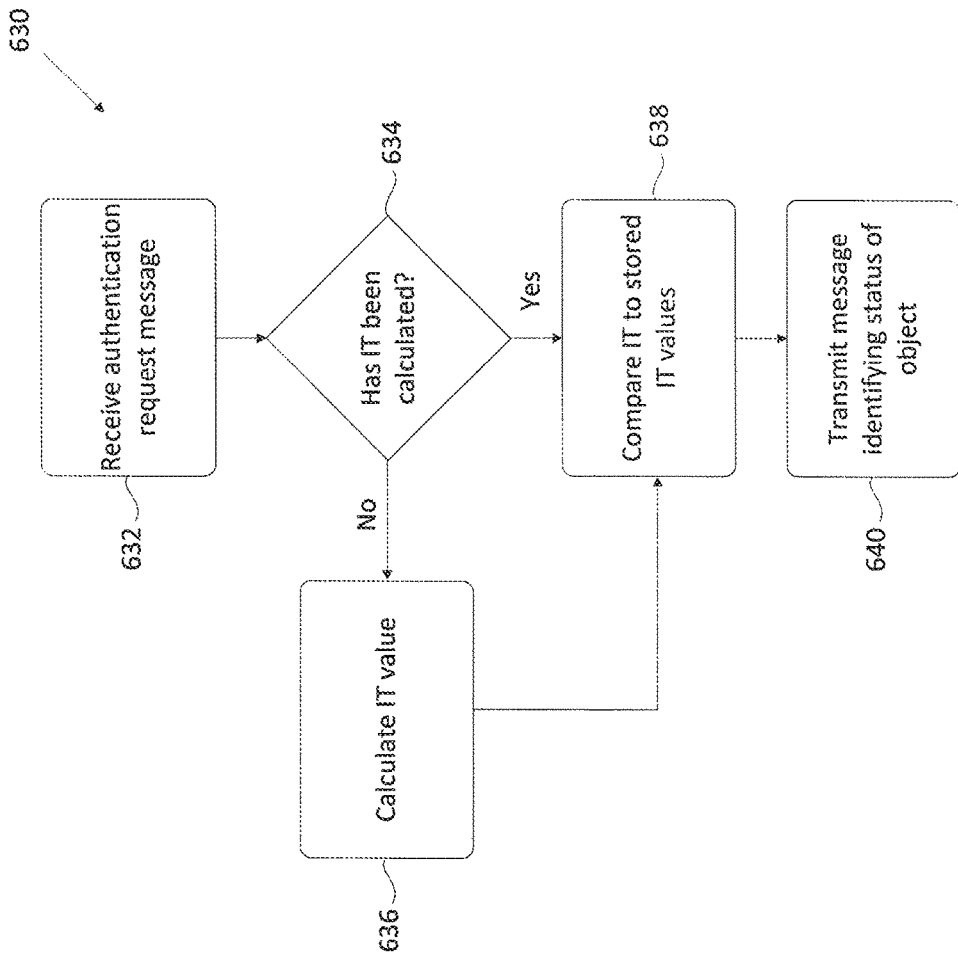 630
Receive authentication
request message
632
Has IT been
calculated?
634
No
Yes
Calculate IT value
636
Compare IT to stored
IT values
638
Transmit message
identifying status of
object
640